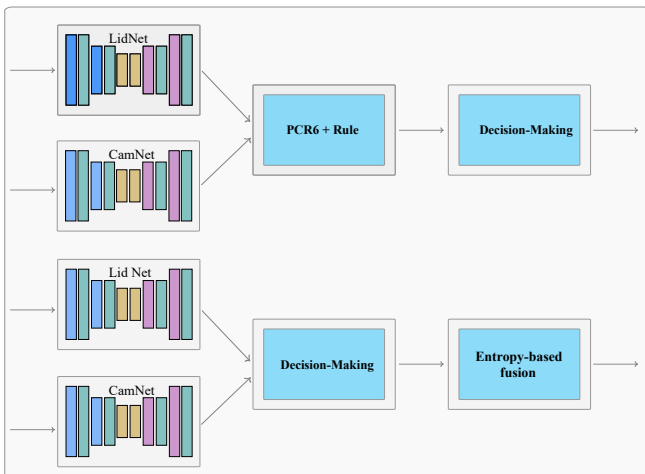 LidNet
CamNet
PCR6 + Rule
Decision-Making
Lid Net
CamNet
Decision-Making
Entropy-based
fusion